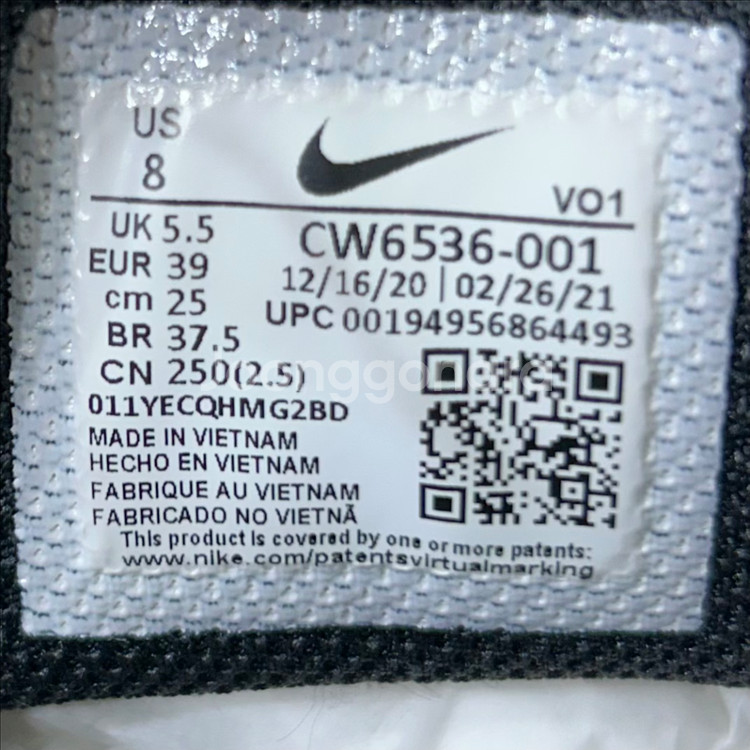 US
8
VO1
UK 5.5
EUR 39
cm 25
BR 37.5
CN 250(2.5)
CW6536-001
12/16/20 | 02/26/21
UPC 00194956864493
011YECQHMG2BD
MADE IN VIETNAM
HECHO EN VIETNAM
FABRIQUE AU VIETNAM
FABRICADO NO VIETNÃ
This product is covered by one or more patents:
www.nike.com/patentsvirtualmarking